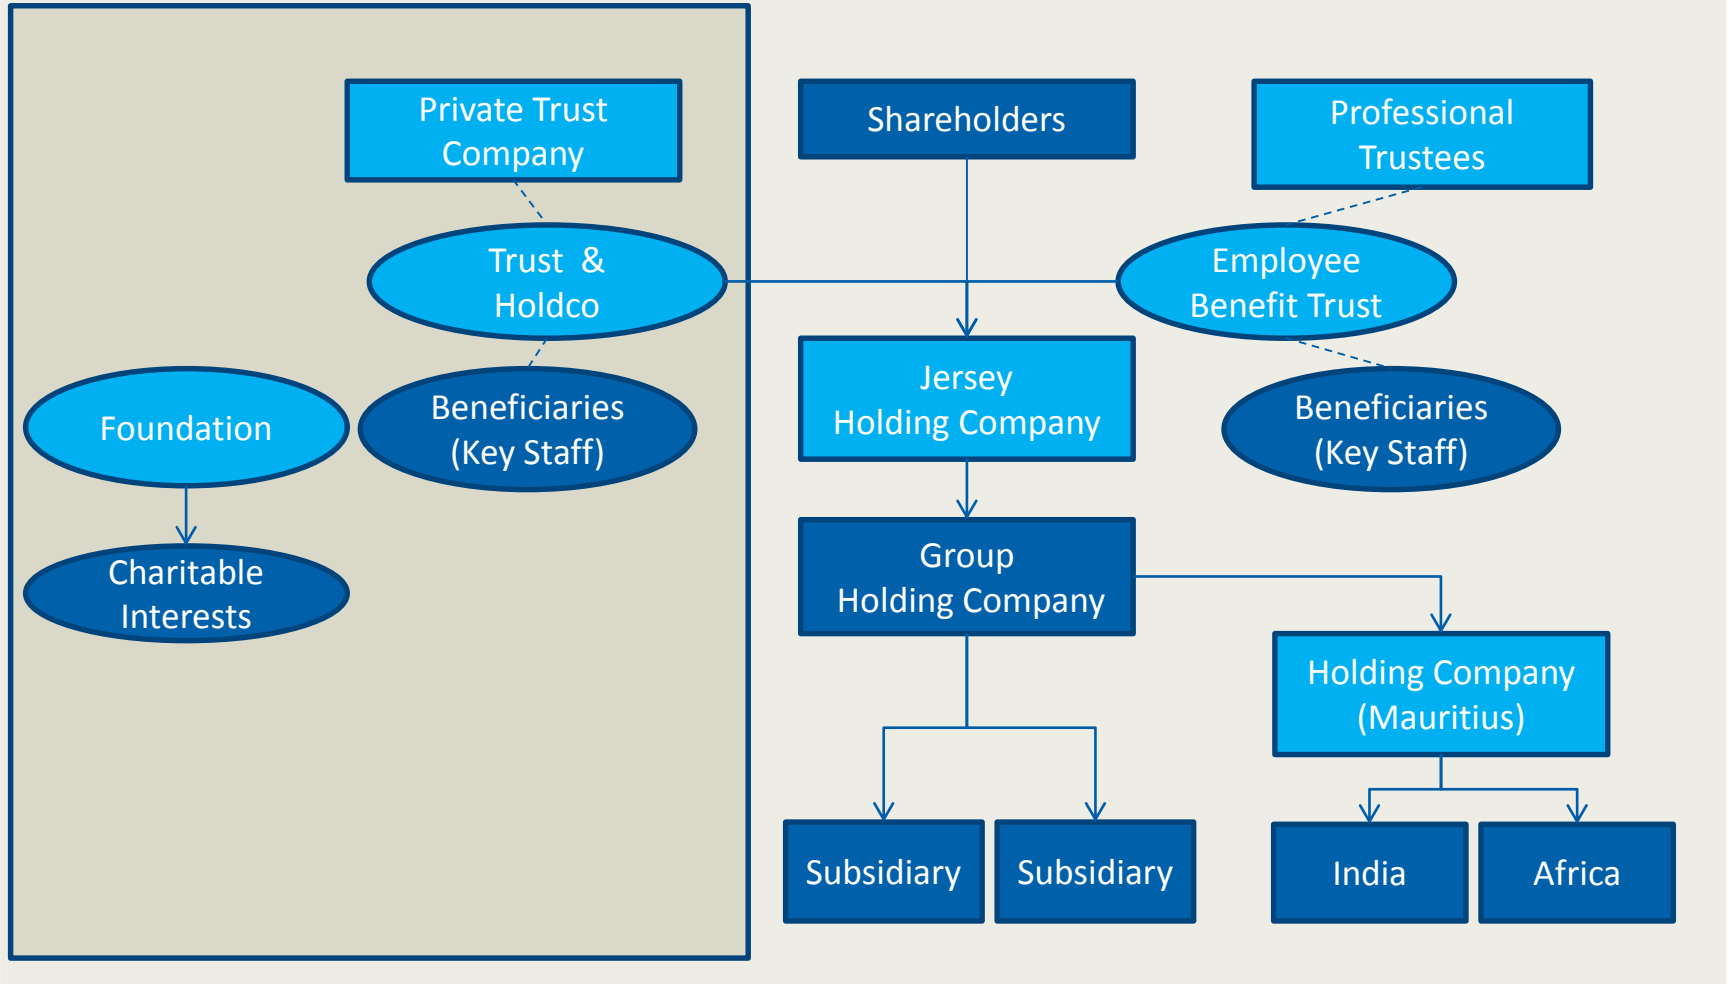 Private Trust
Company
Shareholders
Professional
Trustees
Trust & 
Holdco
Employee
Benefit Trust
Foundation
Beneficiaries
(Key Staff)
Jersey
Holding Company
Beneficiaries
(Key Staff)
Charitable
Interests
Group
Holding Company
Holding Company
(Mauritius)
Subsidiary
Subsidiary
India
Africa